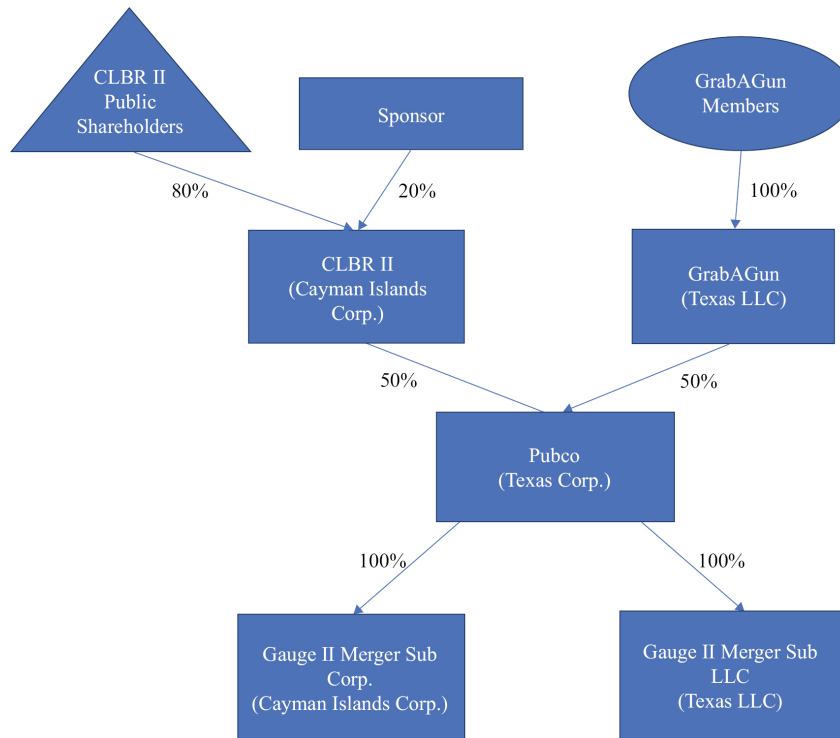 CLBR II
Public
Shareholders
Sponsor
GrabAGun
Members
80%
20%
100%
CLBR II
(Cayman Islands
Corp.)
GrabAGun
(Texas LLC)
50%
50%
Pubco
(Texas Corp.)
100%
100%
Gauge II Merger Sub
Corp.
(Cayman Islands Corp.)
Gauge II Merger Sub
LLC
(Texas LLC)